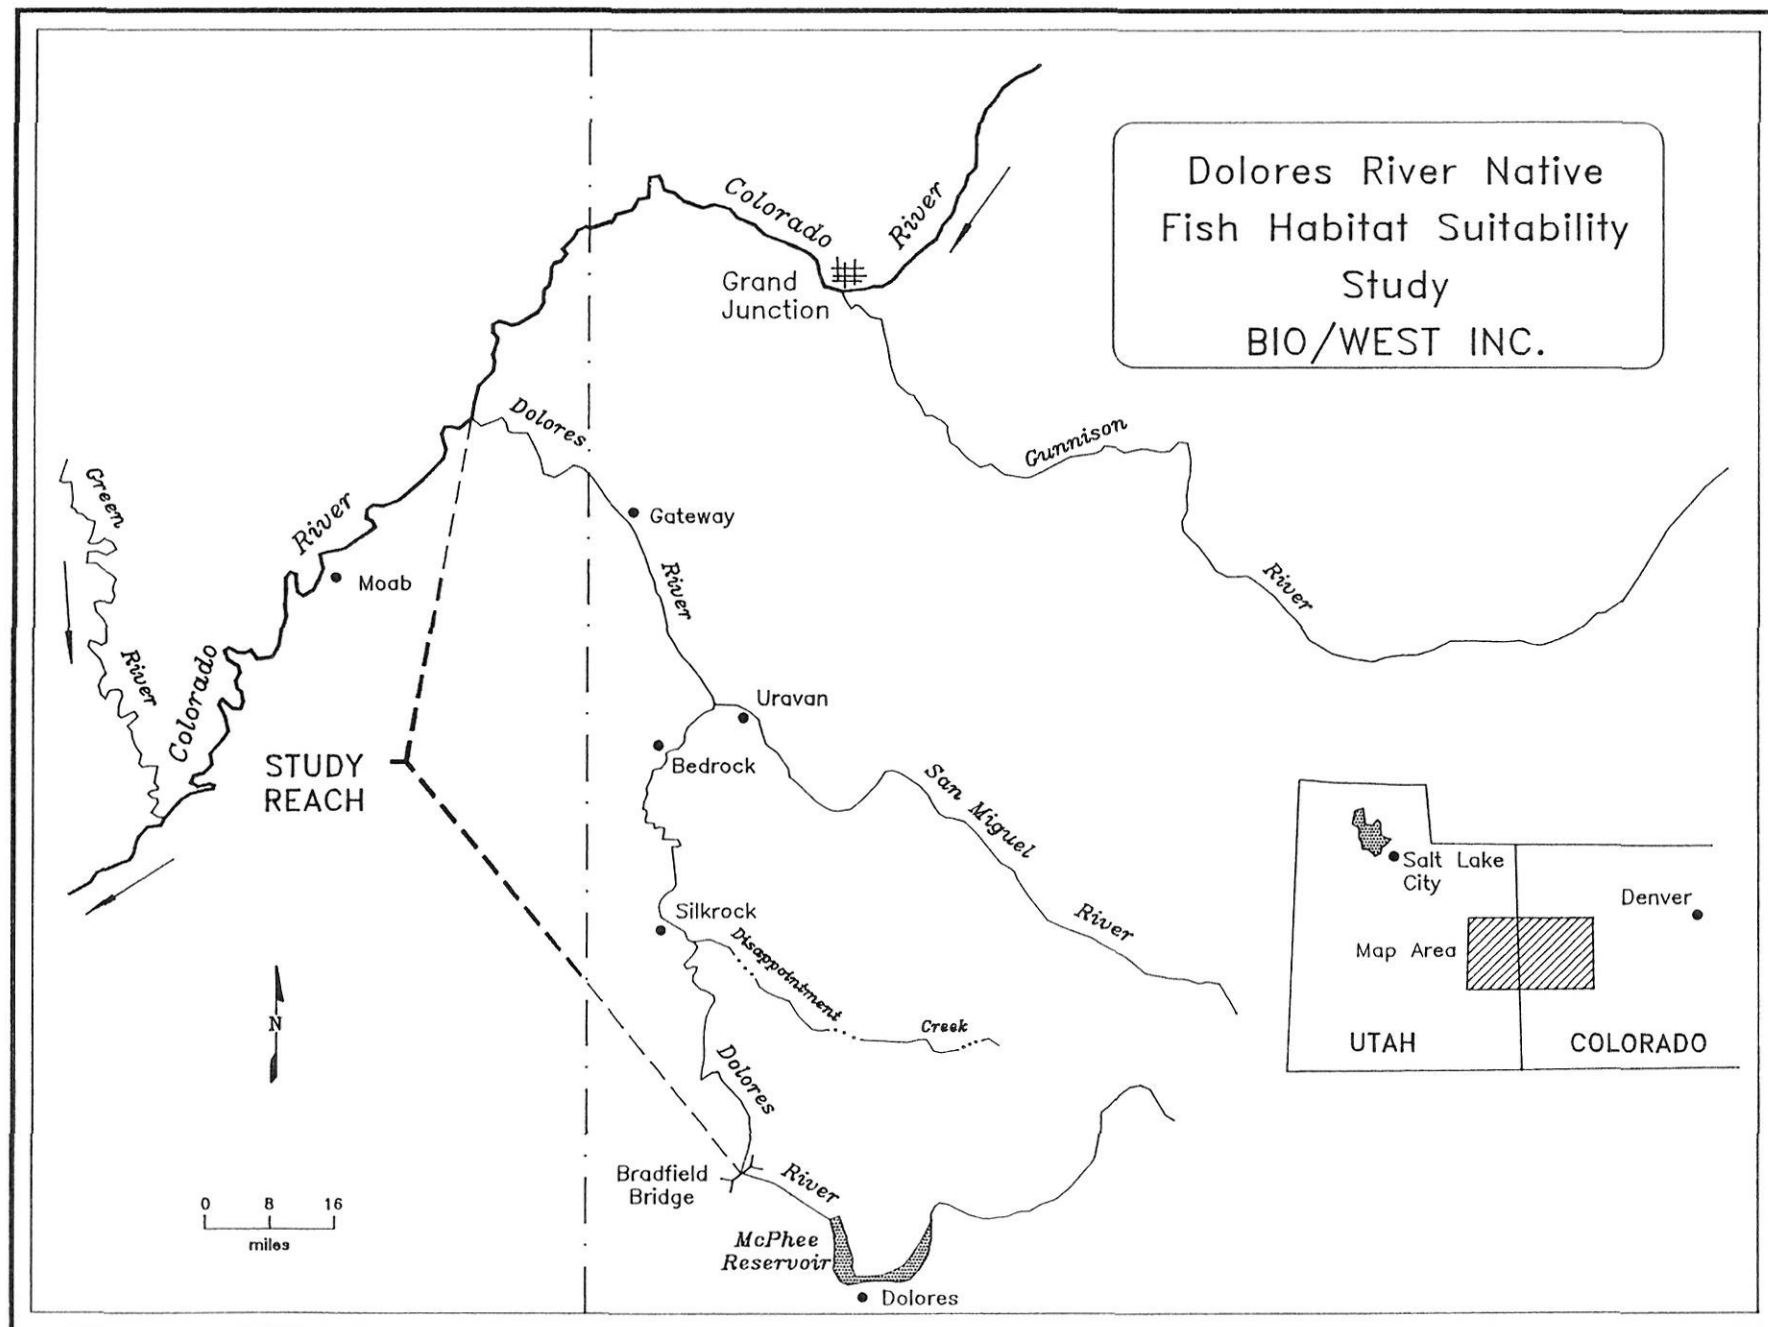 Dolores River Native
Fish Habitat Suitability
Study
BIO/WEST INC.
Colorado
River
Grand
Junction
Dolores
River
Gateway
Gunnison
River
Green
River
River
Colorado
Moab
Uravan
Bedrock
STUDY
REACH
San Miguel
River
Silkrock
Disappointment
Creek
Dolores
River
Bradfield
Bridge
McPhee
Reservoir
Dolores
N
0 8 16
miles
Salt Lake
City
Denver
Map Area
UTAH
COLORADO